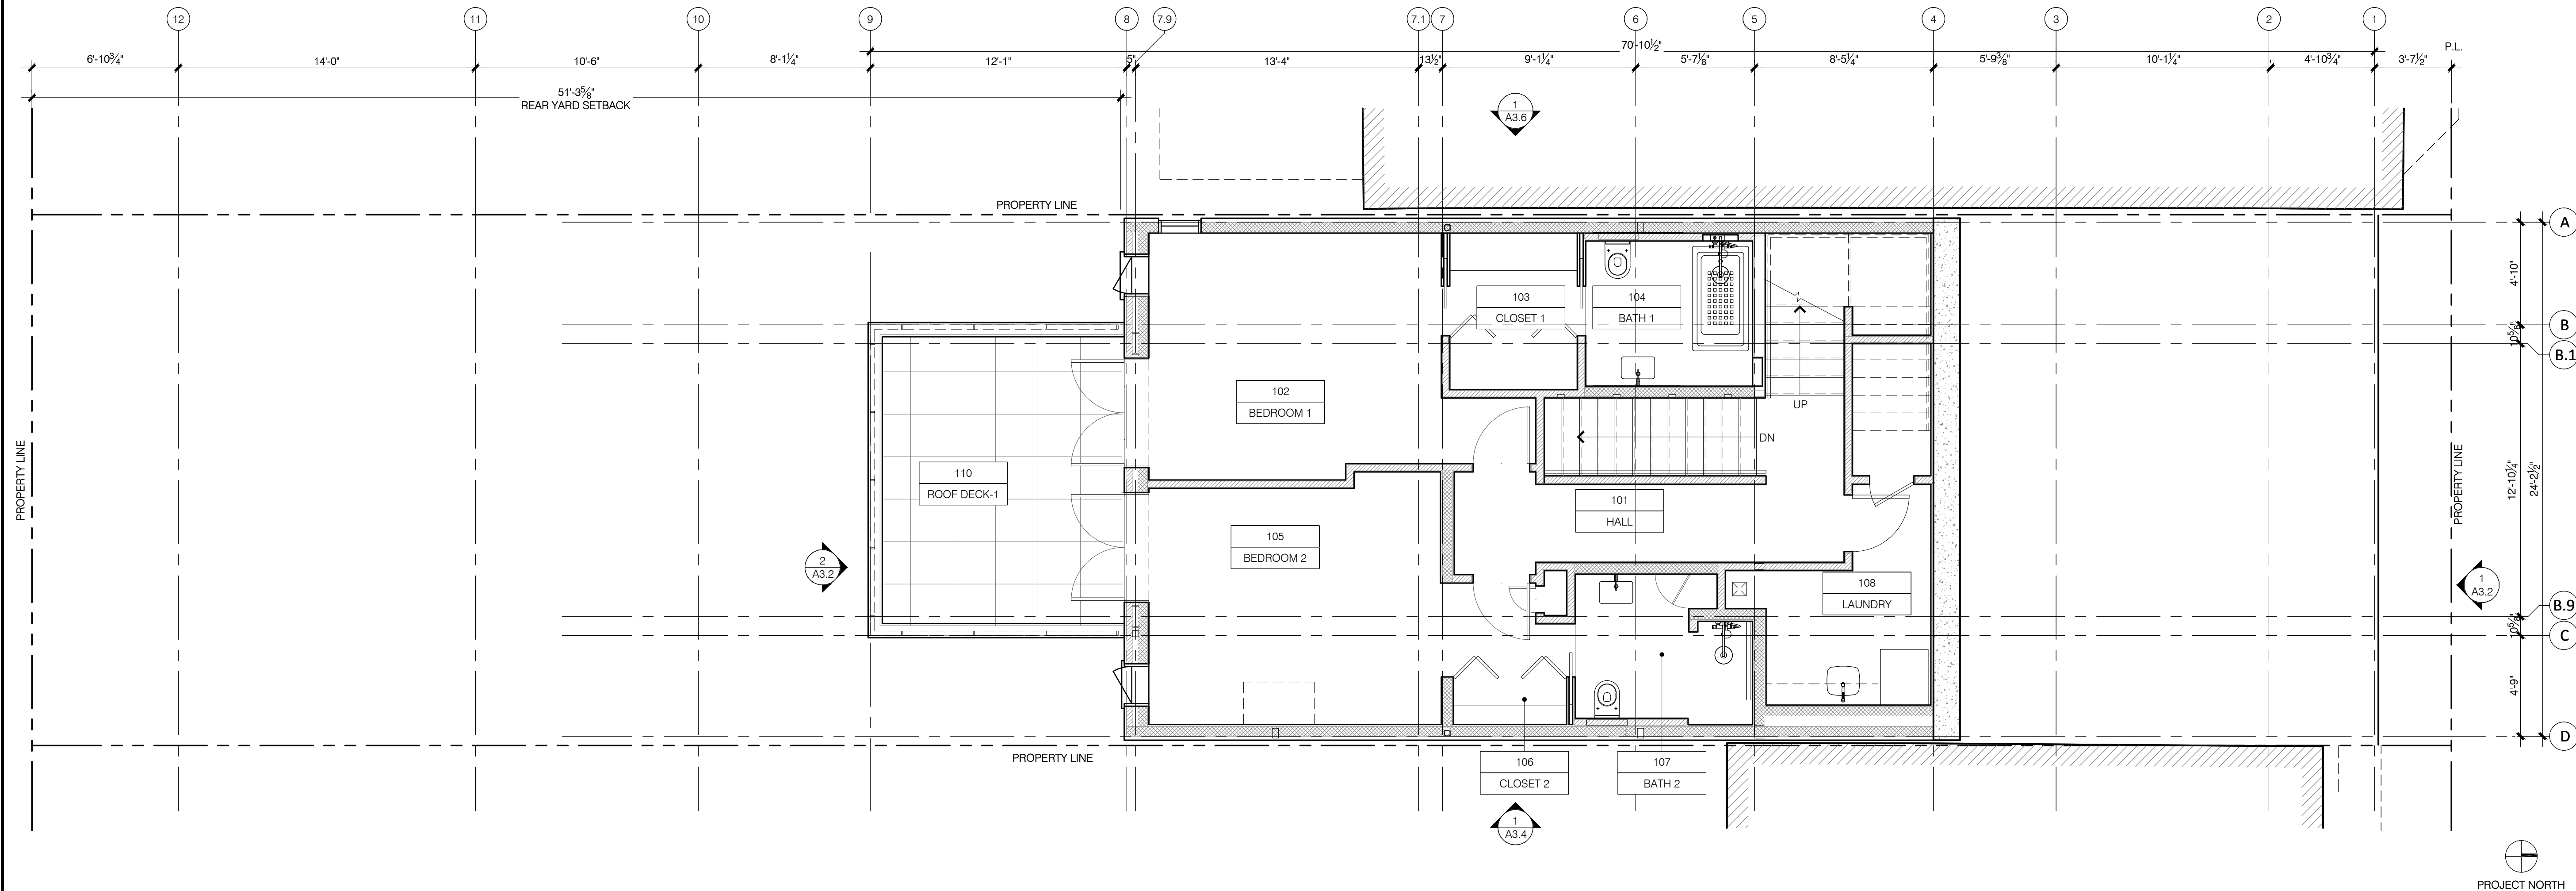 12 11 10 9 8 7.9 7.1 7 6 5 4 3 2 1
70'-10½"
P.L.
6'-10¾" 14'-0" 10'-6" 8'-1¼" 12'-1" 5" 13'-4" 13½" 9'-1¼" 5'-7⅛" 8'-5¼" 5'-9⅜" 10'-1¼" 4'-10¾" 3'-7½"
51'-3⅝"
REAR YARD SETBACK
1
A3.6
PROPERTY LINE
A
4'-10"
103
CLOSET 1
104
BATH 1
B
10⅝"
B.1
102
BEDROOM 1
UP
DN
110
ROOF DECK-1
101
HALL
PROPERTY LINE
PROPERTY LINE
12'-10¼"
24'-2½"
105
BEDROOM 2
2
A3.2
108
LAUNDRY
1
A3.2
B.9
10⅝"
C
4'-9"
D
PROPERTY LINE
106
CLOSET 2
107
BATH 2
1
A3.4
PROJECT NORTH